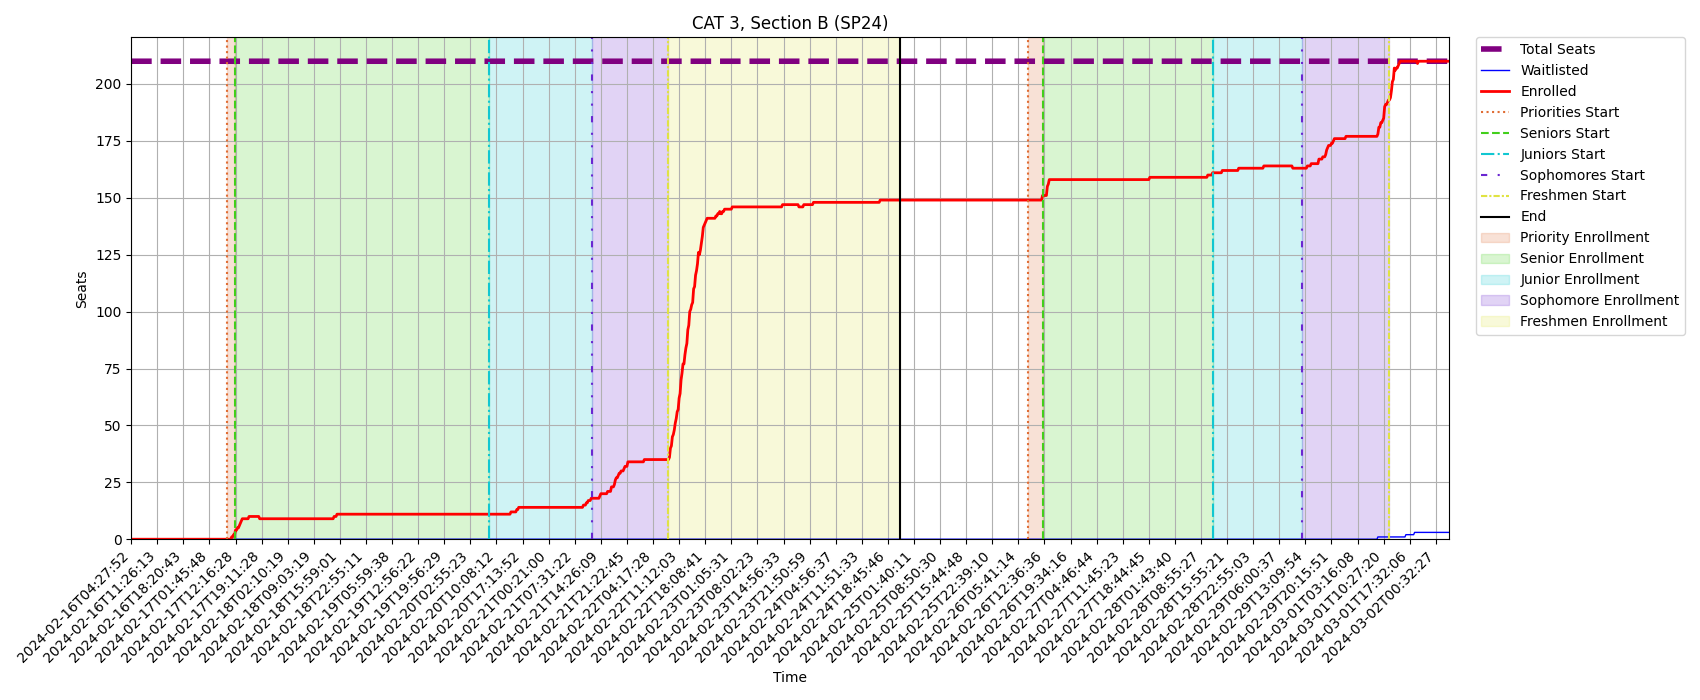 CAT 3, Section B (SP24)
Seats
200
175
150
125
100
75
50
25
0
2024-02-16T04:27:52
2024-02-16T11:26:13
2024-02-16T18:20:43
2024-02-17T01:45:48
2024-02-17T12:16:28
2024-02-17T19:11:28
2024-02-18T02:10:19
2024-02-18T09:03:19
2024-02-18T15:59:01
2024-02-18T22:55:11
2024-02-19T05:59:38
2024-02-19T12:56:22
2024-02-19T19:56:29
2024-02-20T02:55:23
2024-02-20T10:08:12
2024-02-20T17:13:52
2024-02-21T00:21:00
2024-02-21T07:31:22
2024-02-21T14:26:09
2024-02-21T21:22:45
2024-02-22T04:17:28
2024-02-22T11:12:03
2024-02-22T18:08:41
2024-02-23T01:05:31
2024-02-23T08:02:23
2024-02-23T14:56:33
2024-02-23T21:50:59
2024-02-24T04:56:37
2024-02-24T11:51:33
2024-02-24T18:45:46
2024-02-25T01:40:11
2024-02-25T08:50:30
2024-02-25T15:44:48
2024-02-25T22:39:10
2024-02-26T05:41:14
2024-02-26T12:36:36
2024-02-26T19:34:16
2024-02-27T04:46:44
2024-02-27T11:45:23
2024-02-27T18:44:45
2024-02-28T01:43:40
2024-02-28T08:55:27
2024-02-28T15:55:21
2024-02-28T22:55:03
2024-02-29T06:00:37
2024-02-29T13:09:54
2024-02-29T20:15:51
2024-03-01T03:16:08
2024-03-01T10:27:20
2024-03-01T17:32:06
2024-03-02T00:32:27
Time
Total Seats
Waitlisted
Enrolled
Priorities Start
Seniors Start
Juniors Start
Sophomores Start
Freshmen Start
End
Priority Enrollment
Senior Enrollment
Junior Enrollment
Sophomore Enrollment
Freshmen Enrollment